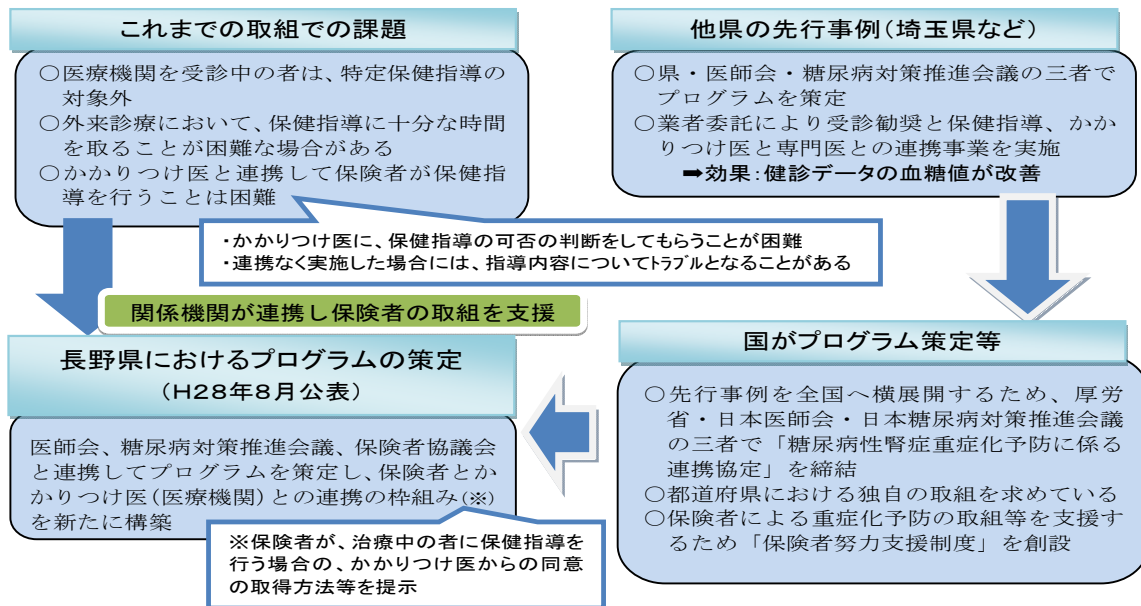 これまでの取組での課題
○医療機関を受診中の者は、特定保健指導の
対象外
○外来診療において、保健指導に十分な時間
を取ることが困難な場合がある
○かかりつけ医と連携して保険者が保健指
導を行うことは困難
・かかりつけ医に、保健指導の可否の判断をしてもらうことが困難
・連携なく実施した場合には、指導内容についてﾄﾗﾌﾞﾙとなることがある
他県の先行事例(埼玉県など)
○県・医師会・糖尿病対策推進会議の三者で
プログラムを策定
○業者委託により受診勧奨と保健指導、かか
りつけ医と専門医との連携事業を実施
➡効果:健診データの血糖値が改善
関係機関が連携し保険者の取組を支援
長野県におけるプログラムの策定
(H28年8月公表)
医師会、糖尿病対策推進会議、保険者協議会
と連携してプログラムを策定し、保険者とか
かりつけ医(医療機関)との連携の枠組み(※)
を新たに構築
※保険者が、治療中の者に保健指導を
行う場合の、かかりつけ医からの同意
の取得方法等を提示
国がプログラム策定等
○先行事例を全国へ横展開するため、厚労
省・日本医師会・日本糖尿病対策推進会議
の三者で「糖尿病性腎症重症化予防に係る
連携協定」を締結
○都道府県における独自の取組を求めている
○保険者による重症化予防の取組等を支援す
るため「保険者努力支援制度」を創設